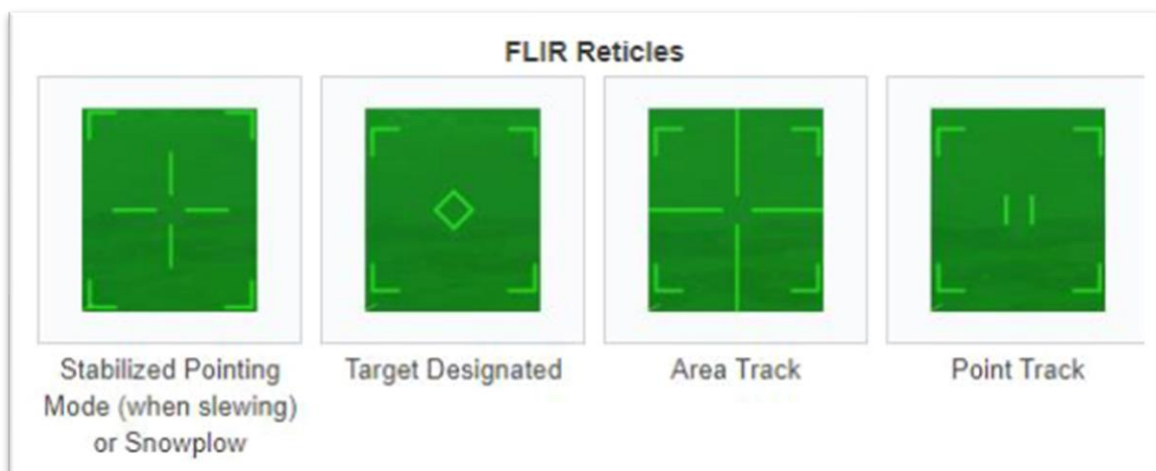 FLIR Reticles
Stabilized Pointing
Mode (when slewing)
or Snowplow
Target Designated
Area Track
Point Track